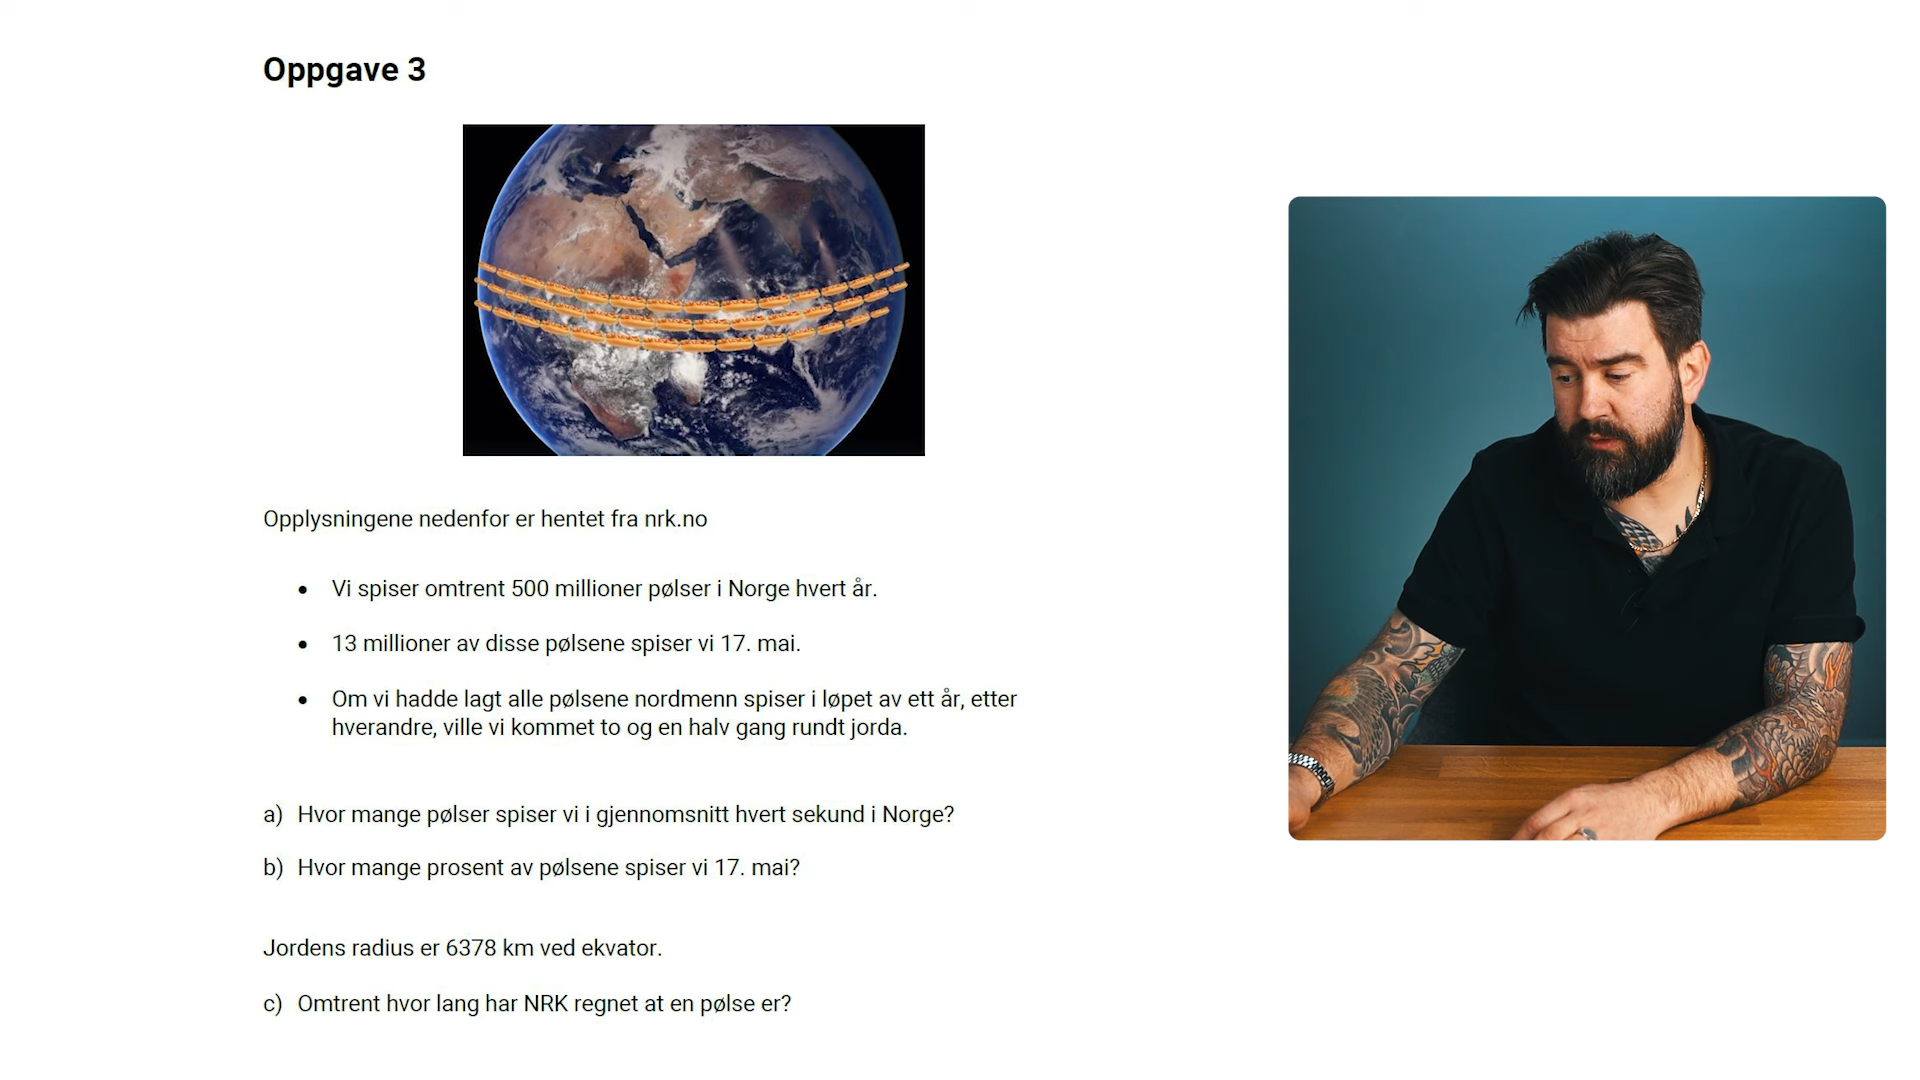 Oppgave 3
Opplysningene nedenfor er hentet fra nrk.no
• Vi spiser omtrent 500 millioner pølser i Norge hvert år.
• 13 millioner av disse pølsene spiser vi 17. mai.
• Om vi hadde lagt alle pølsene nordmenn spiser i løpet av ett år, etter
hverandre, ville vi kommet to og en halv gang rundt jorda.
a) Hvor mange pølser spiser vi i gjennomsnitt hvert sekund i Norge?
b) Hvor mange prosent av pølsene spiser vi 17. mai?
Jordens radius er 6378 km ved ekvator.
c) Omtrent hvor lang har NRK regnet at en pølse er?